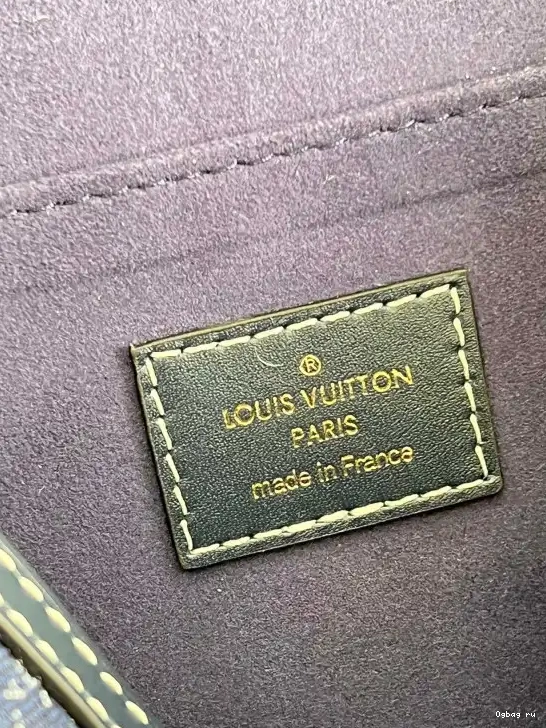 ®
LOUIS VUITTON
PARIS
made in France
Ogbag ru